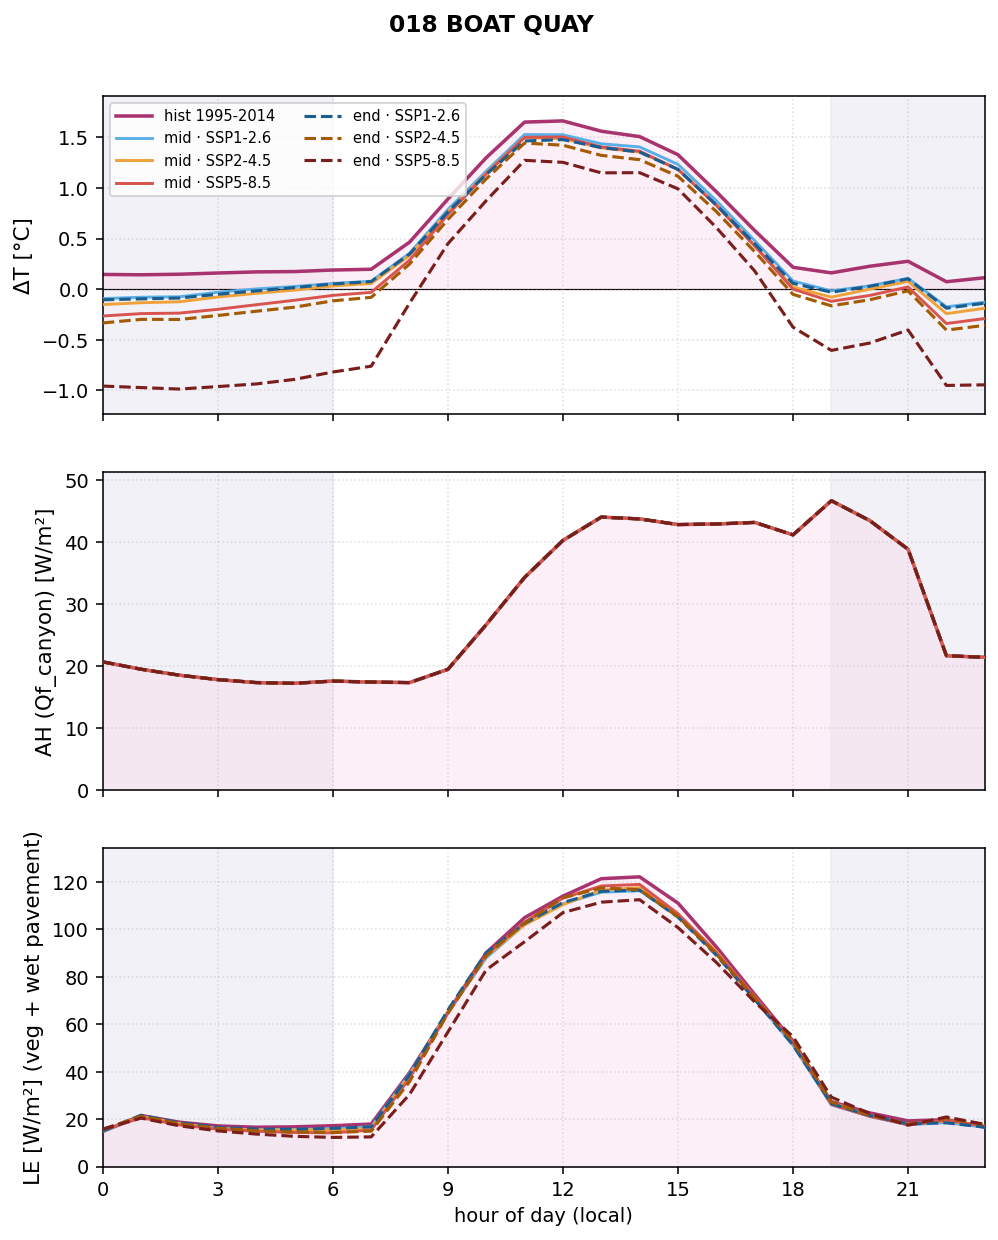 018 BOAT QUAY
hist 1995-2014
mid · SSP1-2.6
mid · SSP2-4.5
mid · SSP5-8.5
end · SSP1-2.6
end · SSP2-4.5
end · SSP5-8.5
ΔT [°C]
1.5
1.0
0.5
0.0
−0.5
−1.0
AH (Qf_canyon) [W/m²]
50
40
30
20
10
0
LE [W/m²] (veg + wet pavement)
120
100
80
60
40
20
0
0 3 6 9 12 15 18 21
hour of day (local)